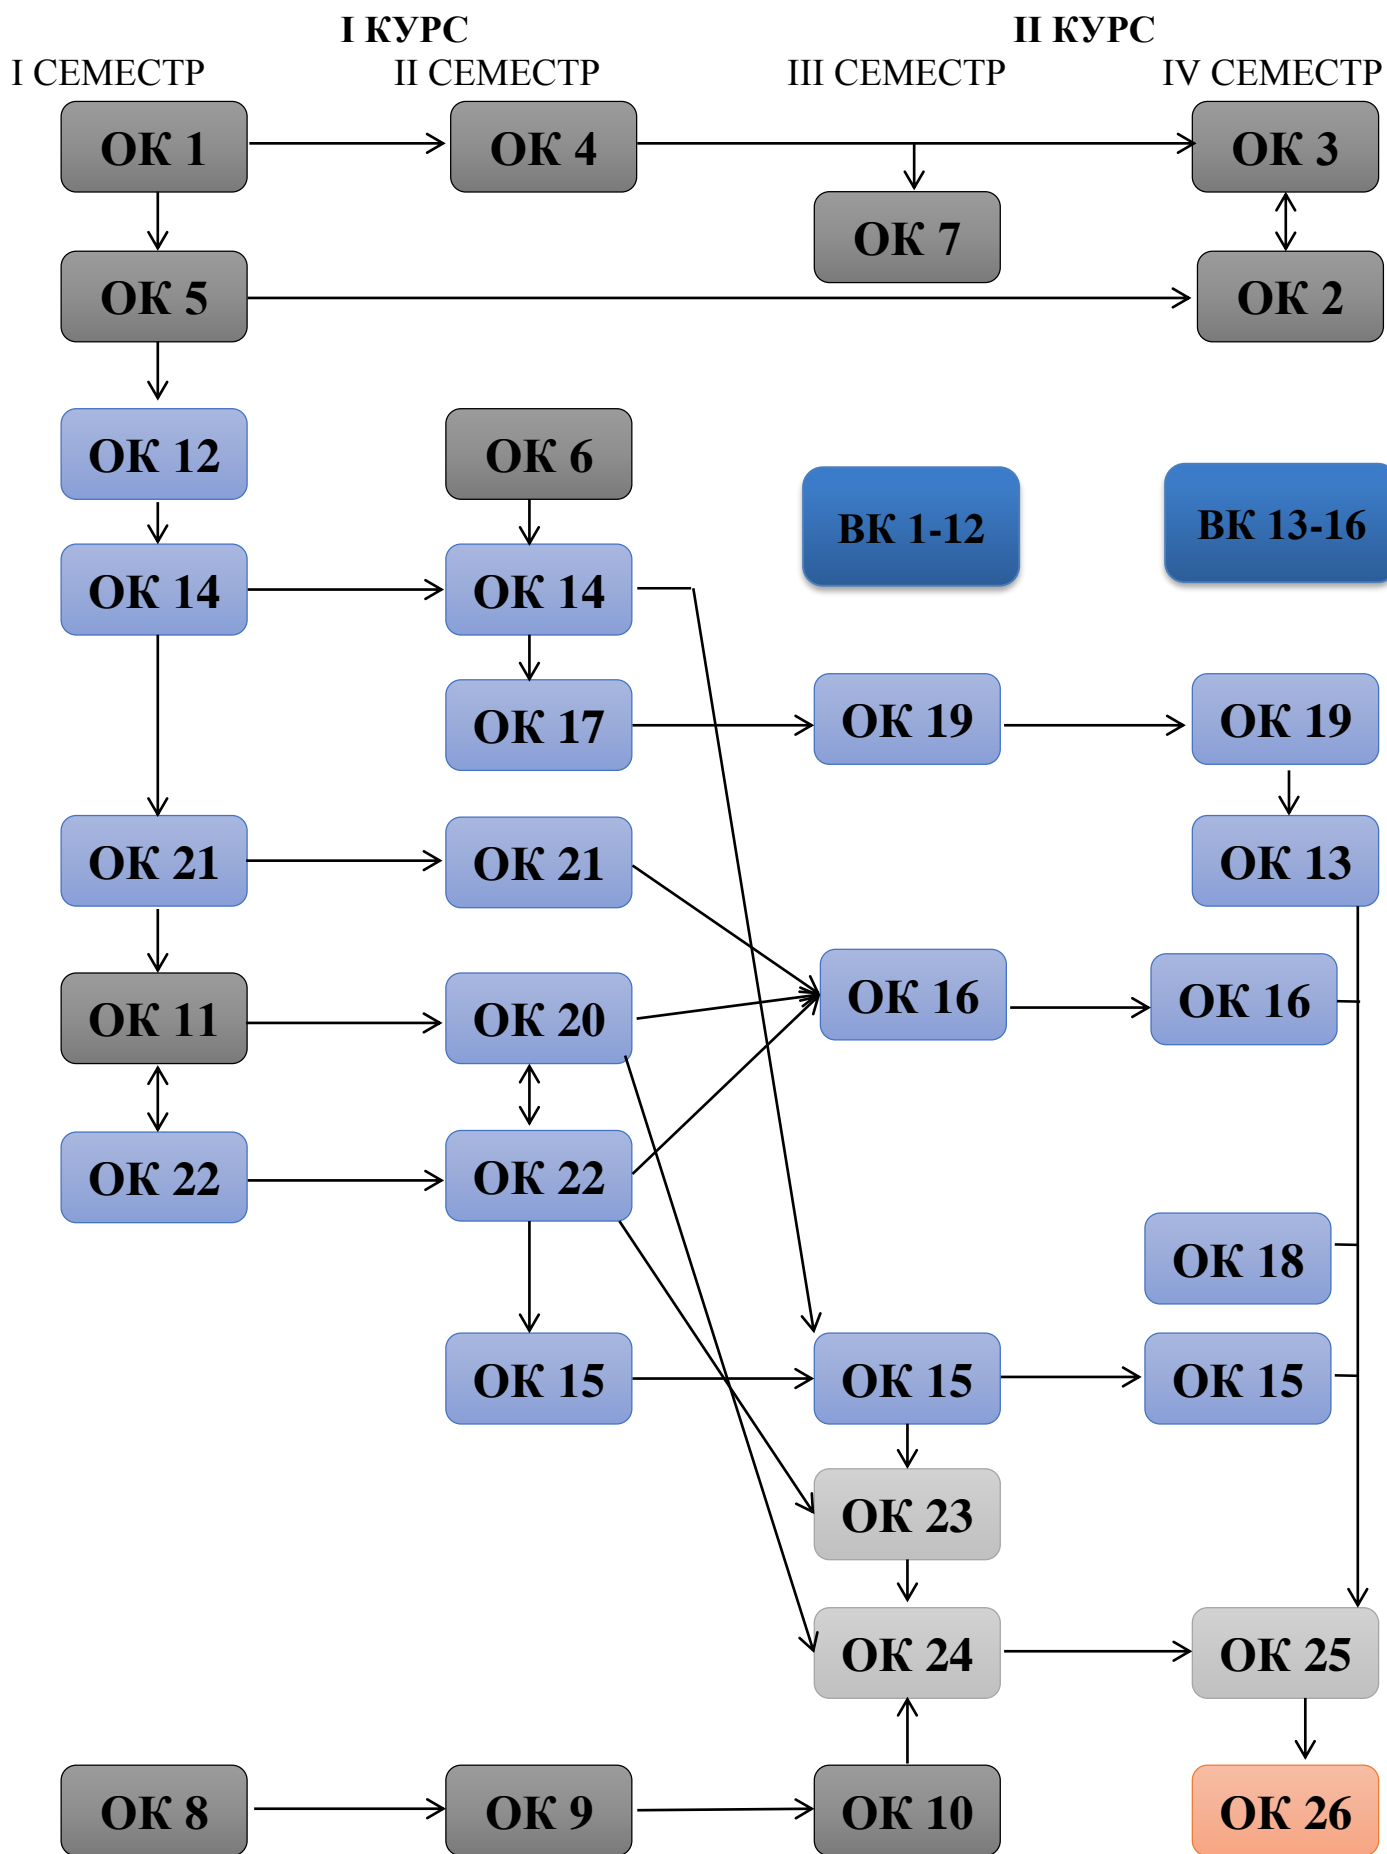 I КУРС
II КУРС
I СЕМЕСТР
II СЕМЕСТР
III СЕМЕСТР
IV СЕМЕСТР
ОК 1
ОК 4
ОК 3
ОК 7
ОК 5
ОК 2
ОК 12
ОК 6
ВК 1-12
ВК 13-16
ОК 14
ОК 14
ОК 17
ОК 19
ОК 19
ОК 21
ОК 21
ОК 13
ОК 11
ОК 20
ОК 16
ОК 16
ОК 22
ОК 22
ОК 18
ОК 15
ОК 15
ОК 15
ОК 23
ОК 24
ОК 25
ОК 8
ОК 9
ОК 10
ОК 26